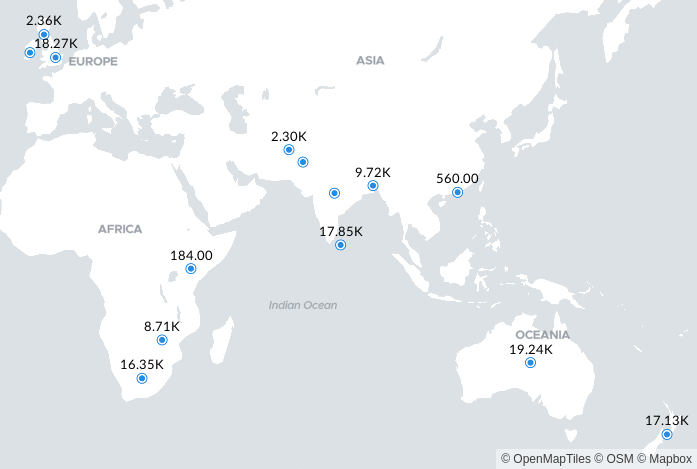 2.36K
18.27K
EUROPE
ASIA
2.30K
9.72K
560.00
17.85K
AFRICA
184.00
Indian Ocean
8.71K
OCEANIA
19.24K
16.35K
17.13K
© OpenMapTiles © OSM © Mapbox